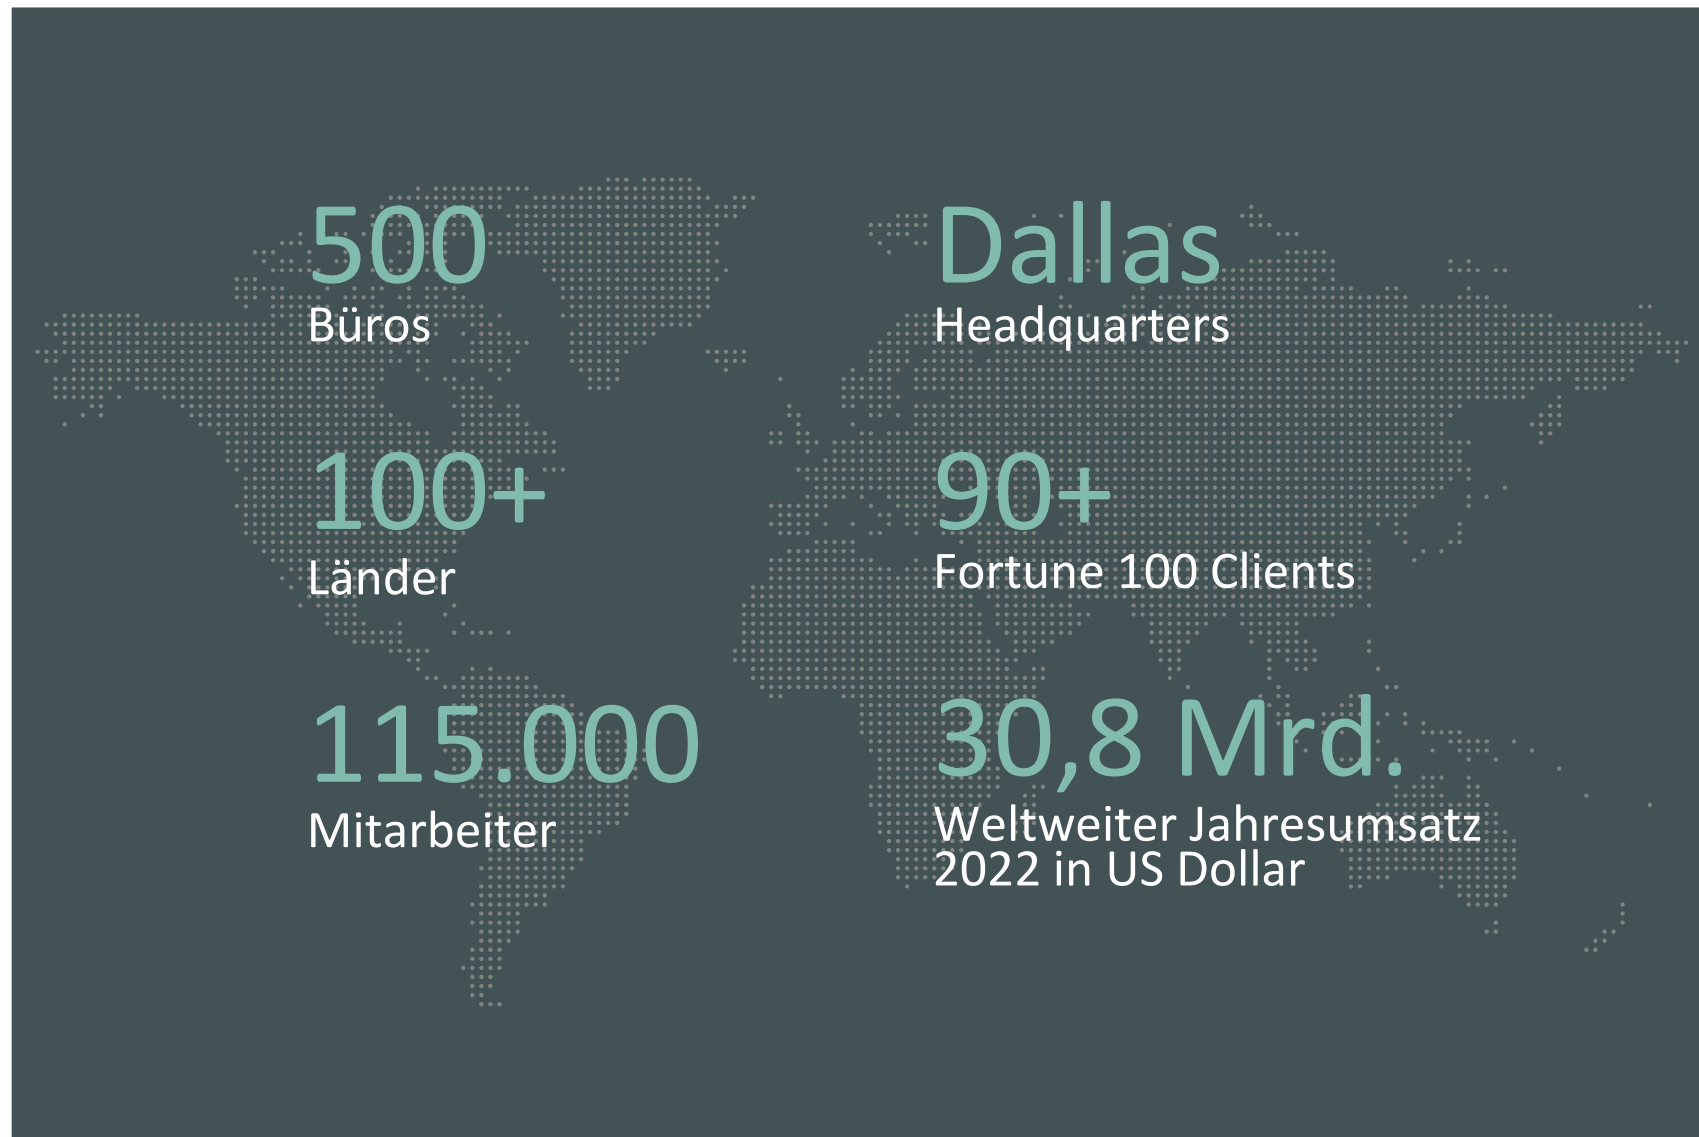 500
Büros
100+
Länder
115.000
Mitarbeiter
Dallas
Headquarters
90+
Fortune 100 Clients
30,8 Mrd.
Weltweiter Jahresumsatz
2022 in US Dollar